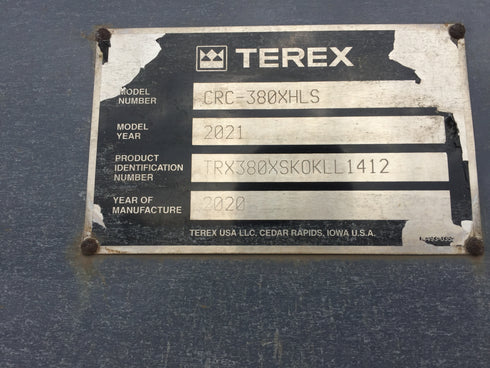 TEREX
MODEL NUMBER CRC-380XHLS
MODEL YEAR 2021
PRODUCT IDENTIFICATION NUMBER TRX380XSKOKLL1412
YEAR OF MANUFACTURE 2020
TEREX USA LLC, CEDAR RAPIDS, IOWA U.S.A.